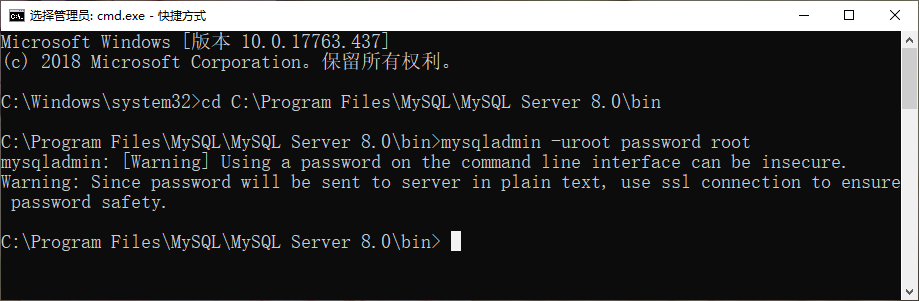 选择管理员: cmd.exe - 快捷方式
Microsoft Windows [版本 10.0.17763.437]
(c) 2018 Microsoft Corporation。保留所有权利。
C:\Windows\system32>cd C:\Program Files\MySQL\MySQL Server 8.0\bin
C:\Program Files\MySQL\MySQL Server 8.0\bin>mysqladmin -uroot password root
mysqladmin: [Warning] Using a password on the command line interface can be insecure.
Warning: Since password will be sent to server in plain text, use ssl connection to ensure
 password safety.
C:\Program Files\MySQL\MySQL Server 8.0\bin>